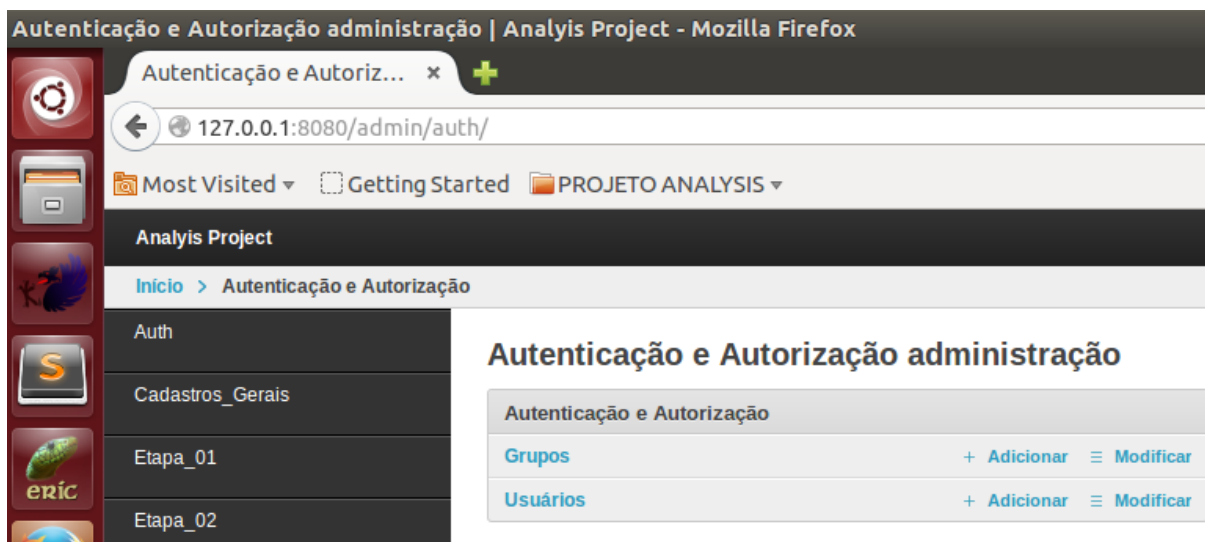 Autenticação e Autorização administração | Analyis Project - Mozilla Firefox
Autenticação e Autoriz...
127.0.0.1:8080/admin/auth/
Most Visited Getting Started PROJETO ANALYSIS
Analyis Project
Início > Autenticação e Autorização
Auth
Cadastros_Gerais
Etapa_01
Etapa_02
Autenticação e Autorização administração
Autenticação e Autorização
Grupos + Adicionar Modificar
Usuários + Adicionar Modificar
S
eric